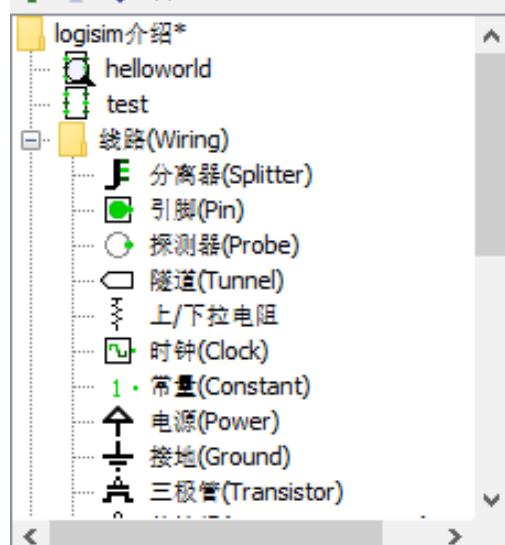 logisim介绍*
helloworld
test
线路(Wiring)
分离器(Splitter)
引脚(Pin)
探测器(Probe)
隧道(Tunnel)
上/下拉电阻
时钟(Clock)
1 常量(Constant)
电源(Power)
接地(Ground)
三极管(Transistor)